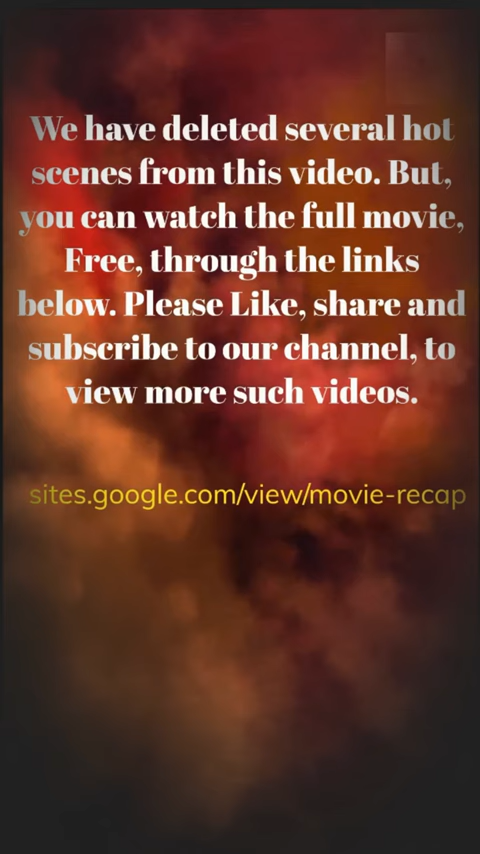 We have deleted several hot
scenes from this video. But,
you can watch the full movie,
Free, through the links
below. Please Like, share and
subscribe to our channel, to
view more such videos.
sites.google.com/view/movie-recap